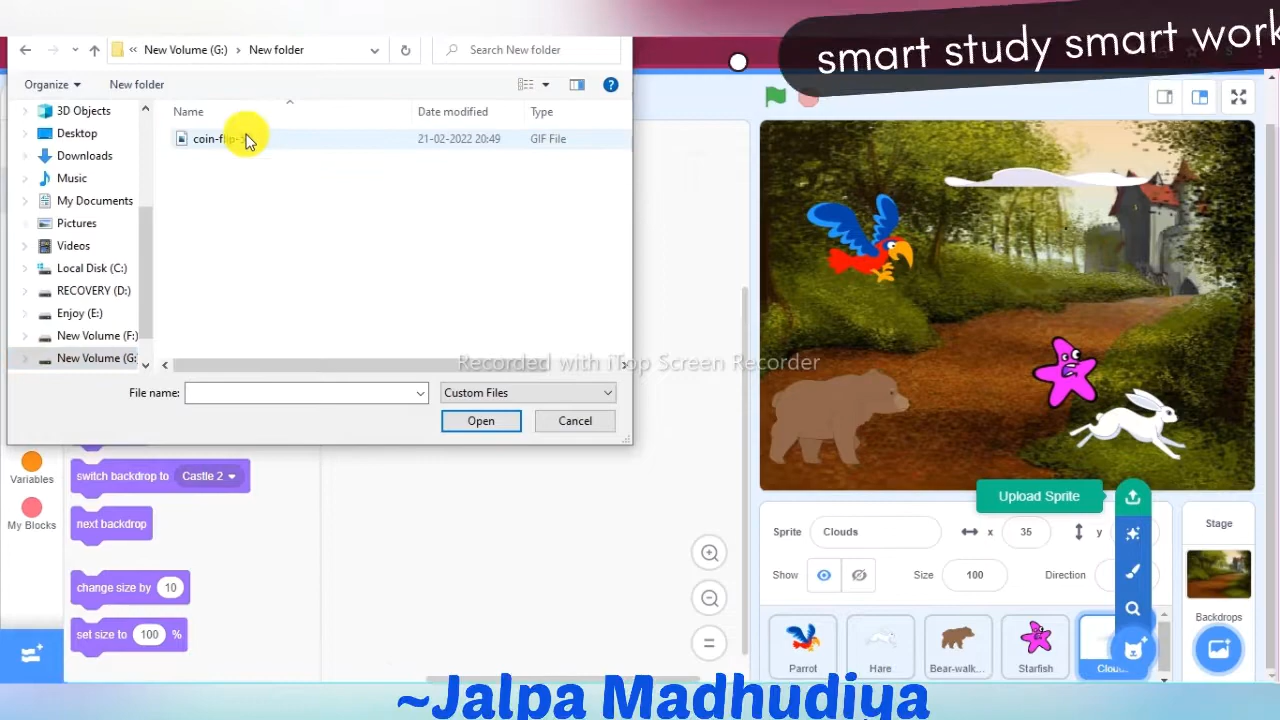 smart study smart work
New Volume (G:) › New folder
Search New folder
Organize
New folder
Name
Date modified
Type
3D Objects
Desktop
Downloads
Music
My Documents
Pictures
Videos
Local Disk (C:)
RECOVERY (D:)
Enjoy (E:)
New Volume (F:)
New Volume (G:
21-02-2022 20:49
GIF File
Recorded with iTop Screen Recorder
File name:
Custom Files
Open
Cancel
Variables
My Blocks
switch backdrop to Castle 2
next backdrop
change size by 10
set size to 100 %
Upload Sprite
Sprite Clouds x 35 y
Show Size 100 Direction
Stage
Backdrops
Parrot
Hare
Bear-walk...
Starfish
~Jalpa Madhudiya